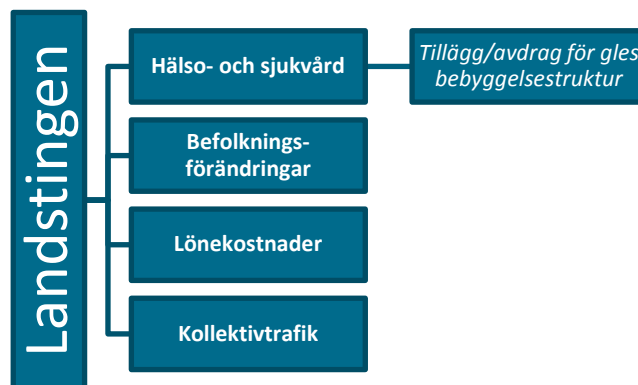 Landstingen
Hälso- och sjukvård
Tillägg/avdrag för gles
bebyggelsestruktur
Befolknings-
förändringar
Lönekostnader
Kollektivtrafik